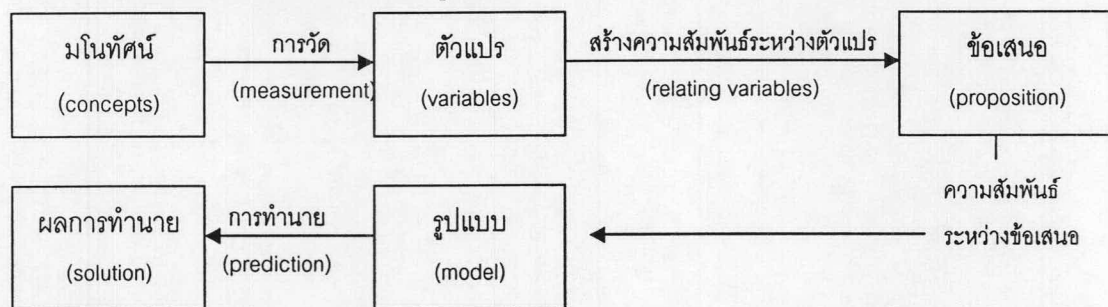 มโนทัศน์
(concepts)
การวัด
(measurement)
ตัวแปร
(variables)
สร้างความสัมพันธ์ระหว่างตัวแปร
(relating variables)
ข้อเสนอ
(proposition)
ความสัมพันธ์
ระหว่างข้อเสนอ
รูปแบบ
(model)
การทำนาย
(prediction)
ผลการทำนาย
(solution)